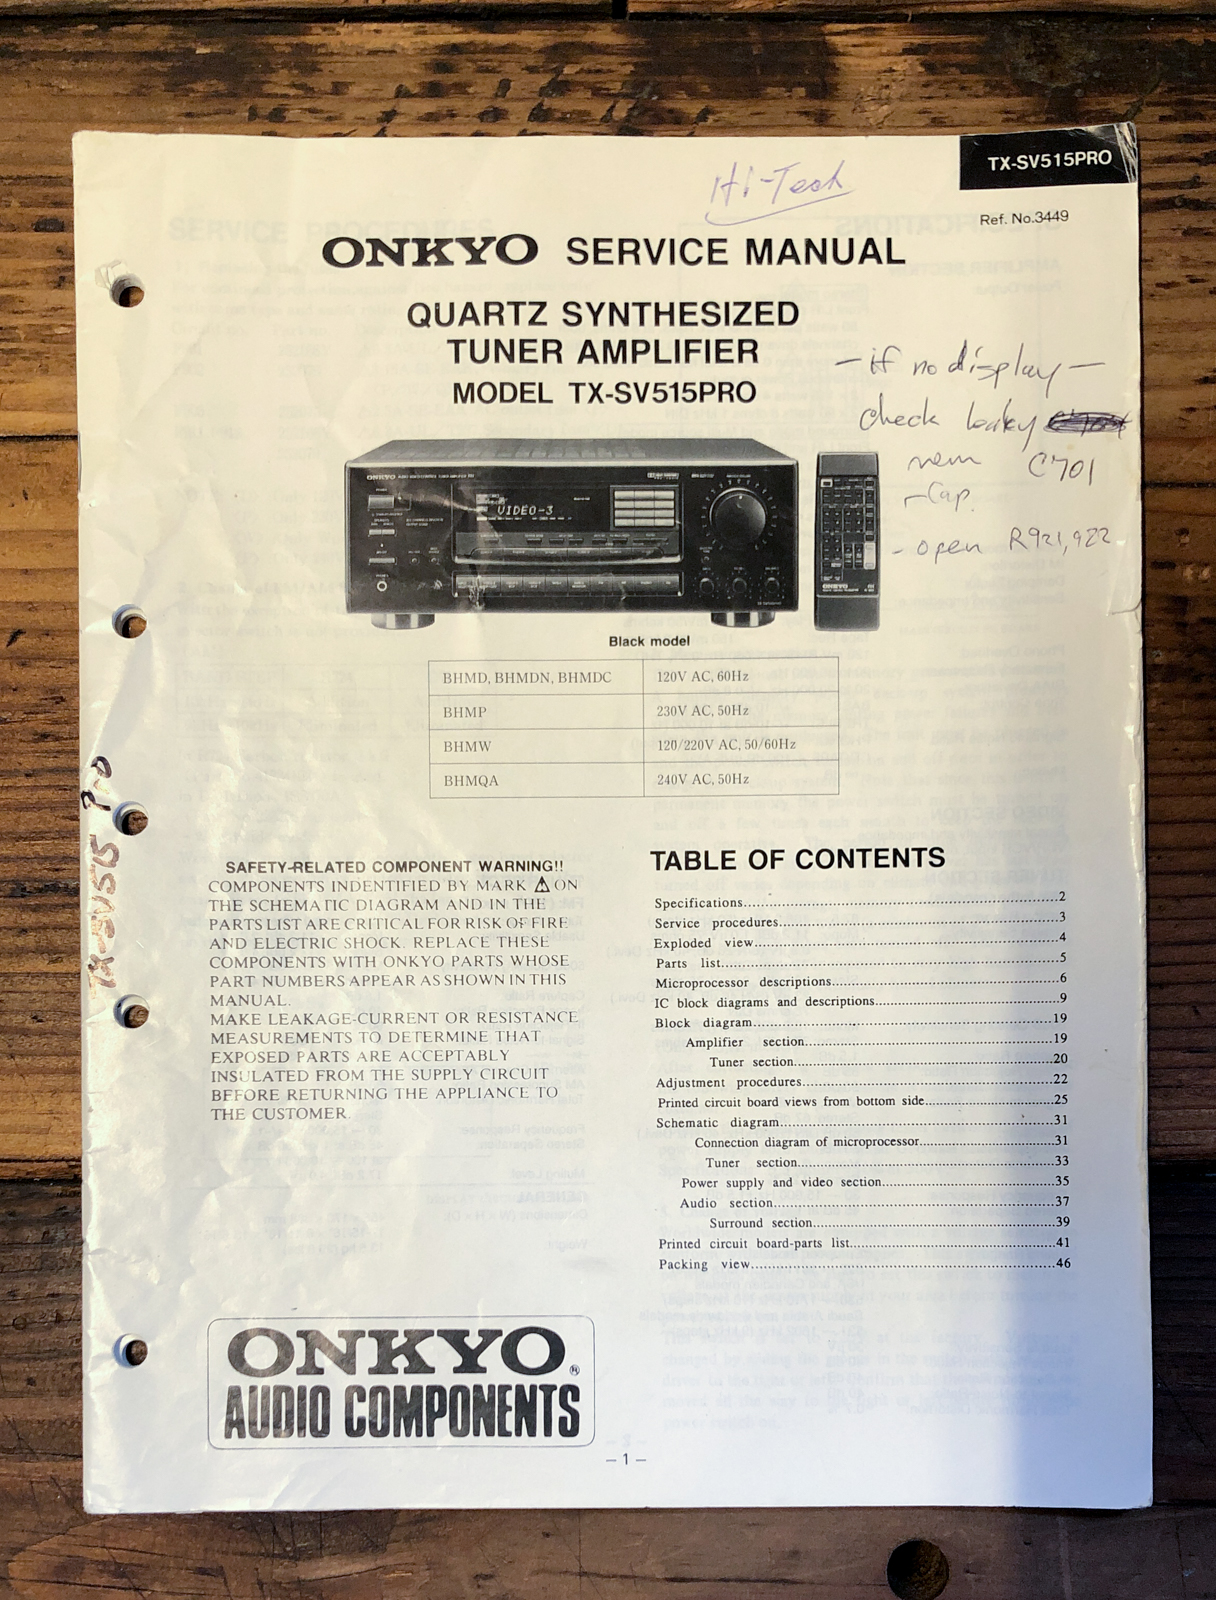 TX-SV515PRO
Hi-Tech
Ref. No.3449
ONKYO SERVICE MANUAL
QUARTZ SYNTHESIZED
TUNER AMPLIFIER
MODEL TX-SV515PRO
- if no display -
check leaky
mem C701
- Cap.
- open R921, 922
ONKYO
VIDEO-3
ONKYO
Black model
BHMD, BHMDN, BHMDC 120V AC, 60Hz
BHMP 230V AC, 50Hz
BHMW 120/220V AC, 50/60Hz
BHMQA 240V AC, 50Hz
TX-SV515 Pro
SAFETY-RELATED COMPONENT WARNING!!
COMPONENTS INDENTIFIED BY MARK ⚠ ON
THE SCHEMATIC DIAGRAM AND IN THE
PARTS LIST ARE CRITICAL FOR RISK OF FIRE
AND ELECTRIC SHOCK. REPLACE THESE
COMPONENTS WITH ONKYO PARTS WHOSE
PART NUMBERS APPEAR AS SHOWN IN THIS
MANUAL.
MAKE LEAKAGE-CURRENT OR RESISTANCE
MEASUREMENTS TO DETERMINE THAT
EXPOSED PARTS ARE ACCEPTABLY
INSULATED FROM THE SUPPLY CIRCUIT
BEFORE RETURNING THE APPLIANCE TO
THE CUSTOMER.
TABLE OF CONTENTS
Specifications..........2
Service procedures..........3
Exploded view..........4
Parts list..........5
Microprocessor descriptions..........6
IC block diagrams and descriptions..........9
Block diagram..........19
Amplifier section..........19
Tuner section..........20
Adjustment procedures..........22
Printed circuit board views from bottom side..........25
Schematic diagram..........31
Connection diagram of microprocessor..........31
Tuner section..........33
Power supply and video section..........35
Audio section..........37
Surround section..........39
Printed circuit board-parts list..........41
Packing view..........46
ONKYO®
AUDIO COMPONENTS
– 1 –